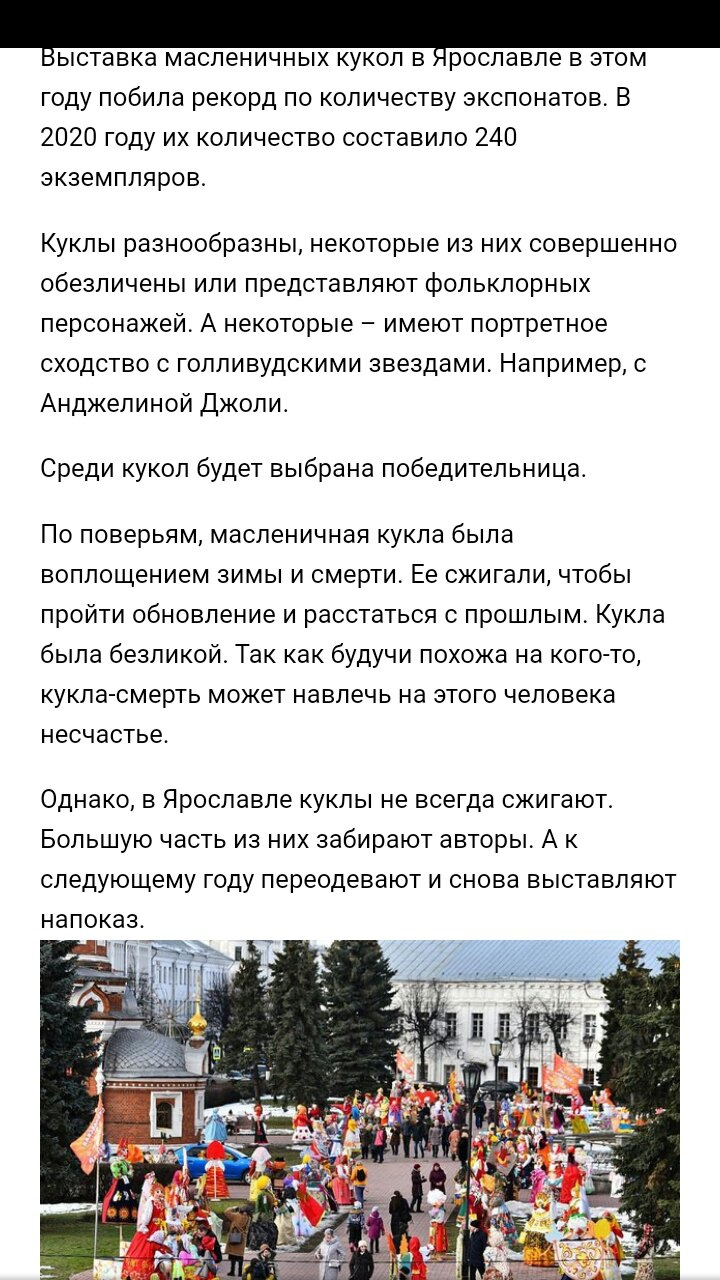 Выставка масленичных кукол в Ярославле в этом
году побила рекорд по количеству экспонатов. В
2020 году их количество составило 240
экземпляров.
Куклы разнообразны, некоторые из них совершенно
обезличены или представляют фольклорных
персонажей. А некоторые – имеют портретное
сходство с голливудскими звездами. Например, с
Анджелиной Джоли.
Среди кукол будет выбрана победительница.
По поверьям, масленичная кукла была
воплощением зимы и смерти. Ее сжигали, чтобы
пройти обновление и расстаться с прошлым. Кукла
была безликой. Так как будучи похожа на кого-то,
кукла-смерть может навлечь на этого человека
несчастье.
Однако, в Ярославле куклы не всегда сжигают.
Большую часть из них забирают авторы. А к
следующему году переодевают и снова выставляют
напоказ.